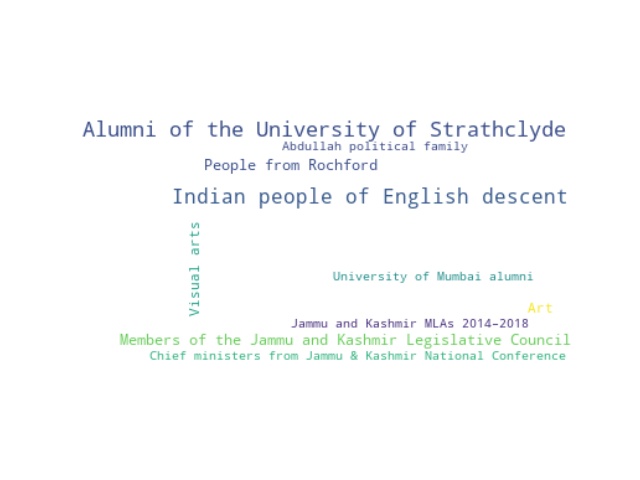 Alumni of the University of Strathclyde
Abdullah political family
People from Rochford
Indian people of English descent
Visual arts
University of Mumbai alumni
Art
Jammu and Kashmir MLAs 2014–2018
Members of the Jammu and Kashmir Legislative Council
Chief ministers from Jammu & Kashmir National Conference